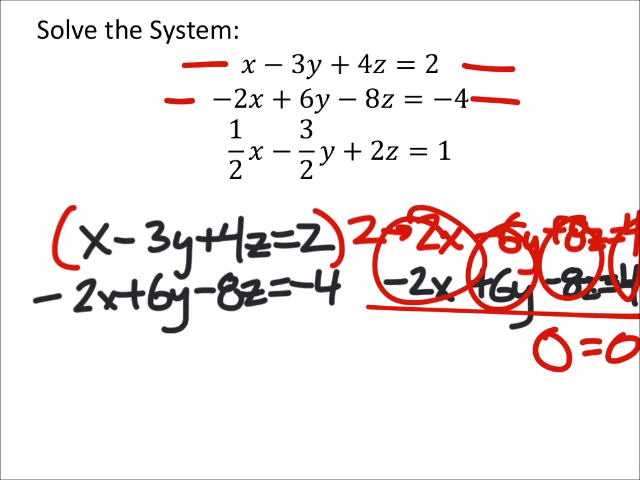 Solve the System:
x − 3y + 4z = 2
−2x + 6y − 8z = −4
1/2 x − 3/2 y + 2z = 1
(x − 3y + 4z = 2) 2 → 2x − 6y + 8z = 4
− 2x + 6y − 8z = −4 −2x + 6y − 8z = 4
0 = 0